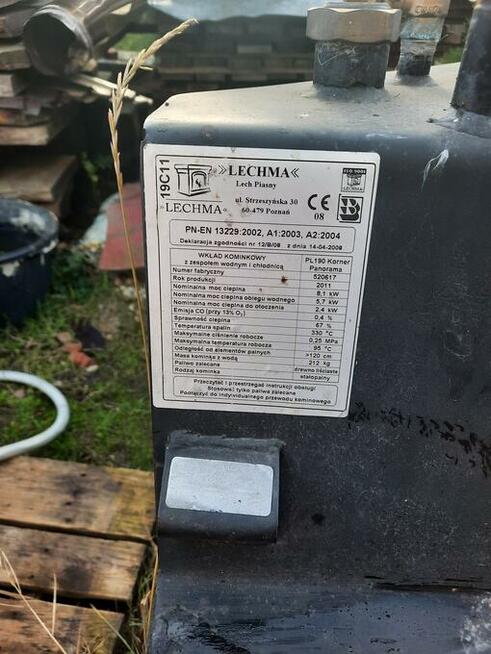 19C11
»LECHMA«
Lech Piasny
ul. Strzeszyńska 30
60-479 Poznań
LECHMA
CE
08
ISO 9001
LECHMA
B
PN-EN 13229:2002, A1:2003, A2:2004
Deklaracja zgodności nr 12/B/08 z dnia 14-04-2008
WKŁAD KOMINKOWY z zespołem wodnym i chłodnicą PL190 Korner Panorama
Numer fabryczny 520617
Rok produkcji 2011
Nominalna moc cieplna 8,1 kW
Nominalna moc cieplna obiegu wodnego 5,7 kW
Nominalna moc cieplna do otoczenia 2,4 kW
Emisja CO (przy 13% O₂) 0,4 %
Sprawność cieplna 67 %
Temperatura spalin 330 °C
Maksymalne ciśnienie robocze 0,25 MPa
Maksymalna temperatura robocza 95 °C
Odległość od elementów palnych >120 cm
Masa kominka z wodą 212 kg
Paliwo zalecane drewno liściaste
Rodzaj kominka stałopalny
Przeczytać i przestrzegać instrukcji obsługi
Stosować tylko paliwa zalecane
Podłączyć do indywidualnego przewodu kominowego